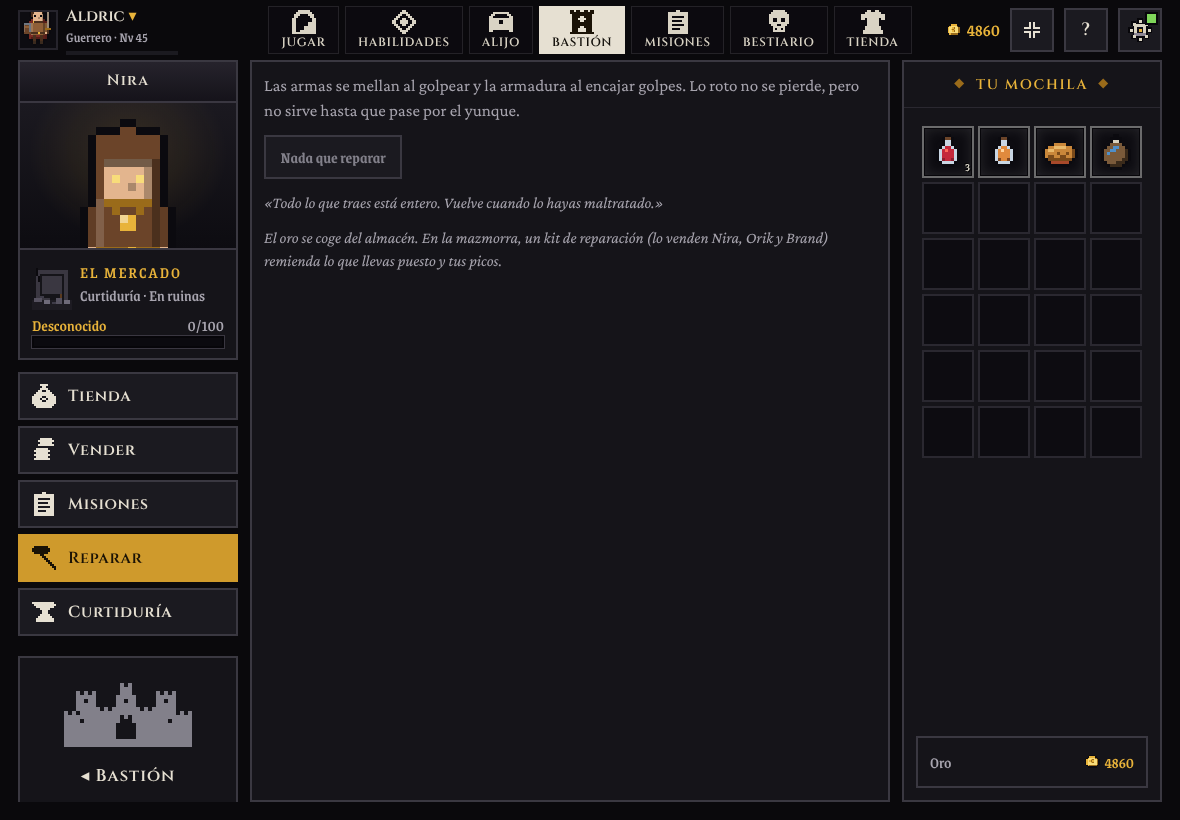 Aldric ▾
Guerrero · Nv 45
JUGAR
HABILIDADES
ALIJO
BASTIÓN
MISIONES
BESTIARIO
TIENDA
4860
?
Nira
EL MERCADO
Curtiduría · En ruinas
Desconocido 0/100
Tienda
Vender
Misiones
Reparar
Curtiduría
◂ Bastión
Las armas se mellan al golpear y la armadura al encajar golpes. Lo roto no se pierde, pero
no sirve hasta que pase por el yunque.
Nada que reparar
«Todo lo que traes está entero. Vuelve cuando lo hayas maltratado.»
El oro se coge del almacén. En la mazmorra, un kit de reparación (lo venden Nira, Orik y Brand)
remienda lo que llevas puesto y tus picos.
◆ TU MOCHILA ◆
3
Oro 4860